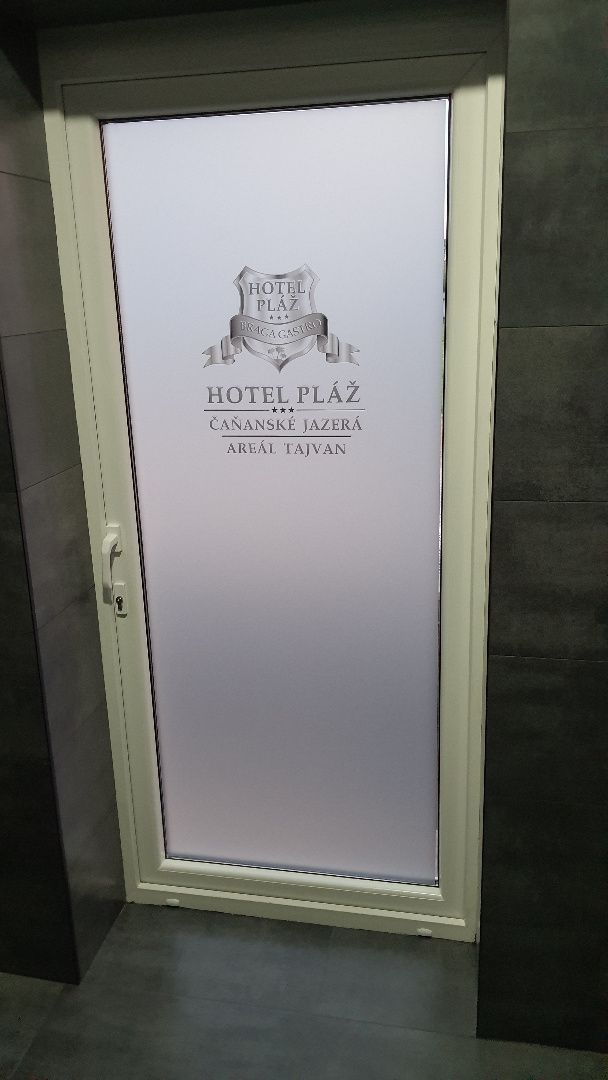 HOTEL
PLÁŽ
★★★
BRAGA GASTRO
HOTEL PLÁŽ
★★★
ČAŇANSKÉ JAZERÁ
AREÁL TAJVAN